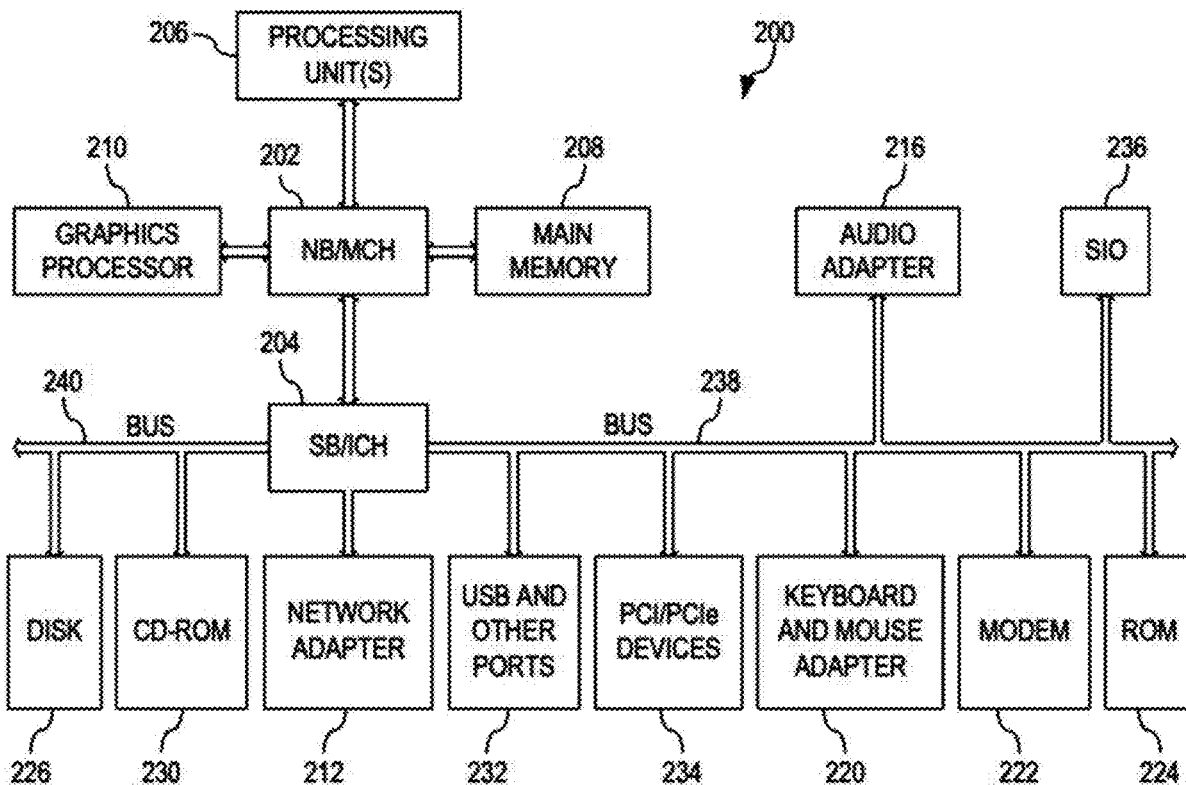 206
PROCESSING
UNIT(S)
200
210
202
208
216
236
GRAPHICS
PROCESSOR
NB/MCH
MAIN
MEMORY
AUDIO
ADAPTER
SIO
204
240
BUS
SB/ICH
BUS
238
DISK
CD-ROM
NETWORK
ADAPTER
USB AND
OTHER
PORTS
PCI/PCIe
DEVICES
KEYBOARD
AND MOUSE
ADAPTER
MODEM
ROM
226
230
212
232
234
220
222
224